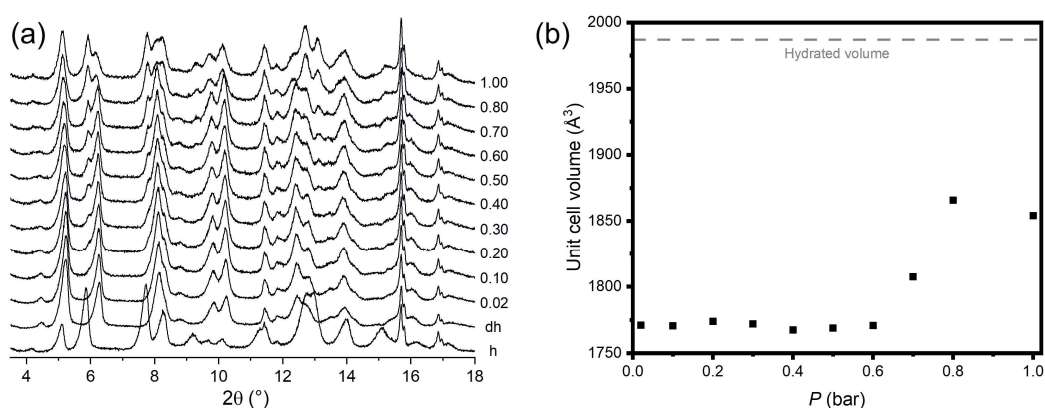 (a)
1.00
0.80
0.70
0.60
0.50
0.40
0.30
0.20
0.10
0.02
dh
h
4 6 8 10 12 14 16 18
2θ (°)
(b)
2000
1950
1900
1850
1800
1750
Unit cell volume (Å³)
Hydrated volume
0.0 0.2 0.4 0.6 0.8 1.0
P (bar)